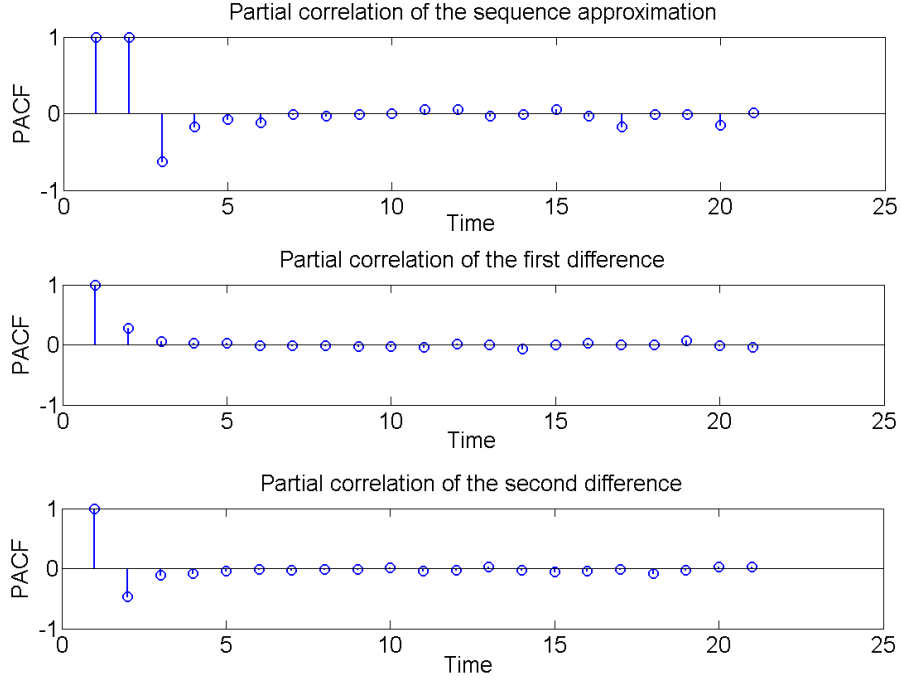 Partial correlation of the sequence approximation
1
0
-1
PACF
0 5 10 15 20 25
Time
Partial correlation of the first difference
1
0
-1
PACF
0 5 10 15 20 25
Time
Partial correlation of the second difference
1
0
-1
PACF
0 5 10 15 20 25
Time